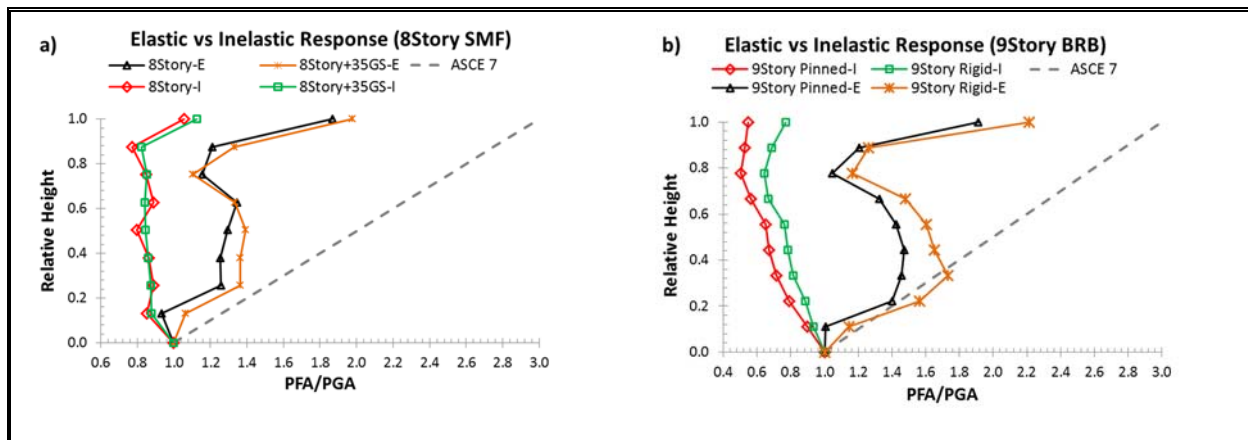 a) Elastic vs Inelastic Response (8Story SMF)
8Story-E 8Story+35GS-E ASCE 7
8Story-I 8Story+35GS-I
1.0
0.8
0.6
0.4
0.2
0.0
Relative Height
0.6 0.8 1.0 1.2 1.4 1.6 1.8 2.0 2.2 2.4 2.6 2.8 3.0
PFA/PGA
b) Elastic vs Inelastic Response (9Story BRB)
9Story Pinned-I 9Story Rigid-I ASCE 7
9Story Pinned-E 9Story Rigid-E
1.0
0.8
0.6
0.4
0.2
0.0
Relative Height
0.4 0.6 0.8 1.0 1.2 1.4 1.6 1.8 2.0 2.2 2.4 2.6 2.8 3.0
PFA/PGA